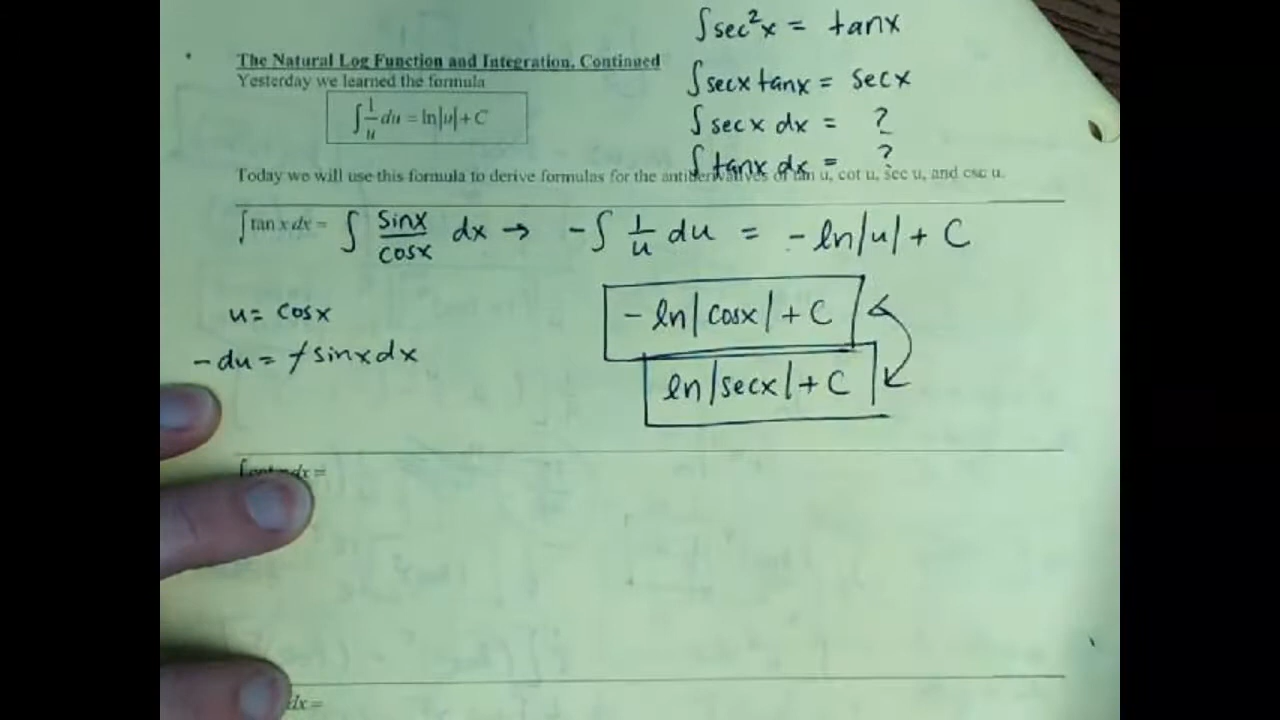 ∫sec²x = tanx
The Natural Log Function and Integration, Continued
Yesterday we learned the formula
∫secx tanx = secx
∫1/u du = ln|u| + C
∫secx dx = ?
∫tanx dx = ?
Today we will use this formula to derive formulas for the antiderivatives of tan u, cot u, sec u, and csc u.
∫tan x dx = ∫ sinx/cosx dx → -∫ 1/u du = -ln|u| + C
u = cosx
-ln|cosx| + C
-du = -sinxdx
ln|secx| + C
dx =
dx =